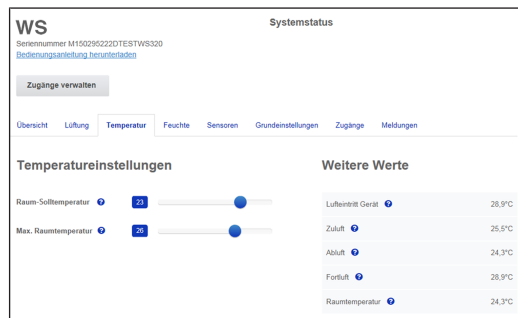 WS
Systemstatus
Seriennummer M150295222DTESTWS320
Bedienungsanleitung herunterladen
Zugänge verwalten
Übersicht Lüftung Temperatur Feuchte Sensoren Grundeinstellungen Zugänge Meldungen
Temperatureinstellungen
Raum-Solltemperatur ? 23
Max. Raumtemperatur ? 26
Weitere Werte
Lufteintritt Gerät ? 28,9°C
Zuluft ? 25,5°C
Abluft ? 24,3°C
Fortluft ? 28,9°C
Raumtemperatur ? 24,3°C